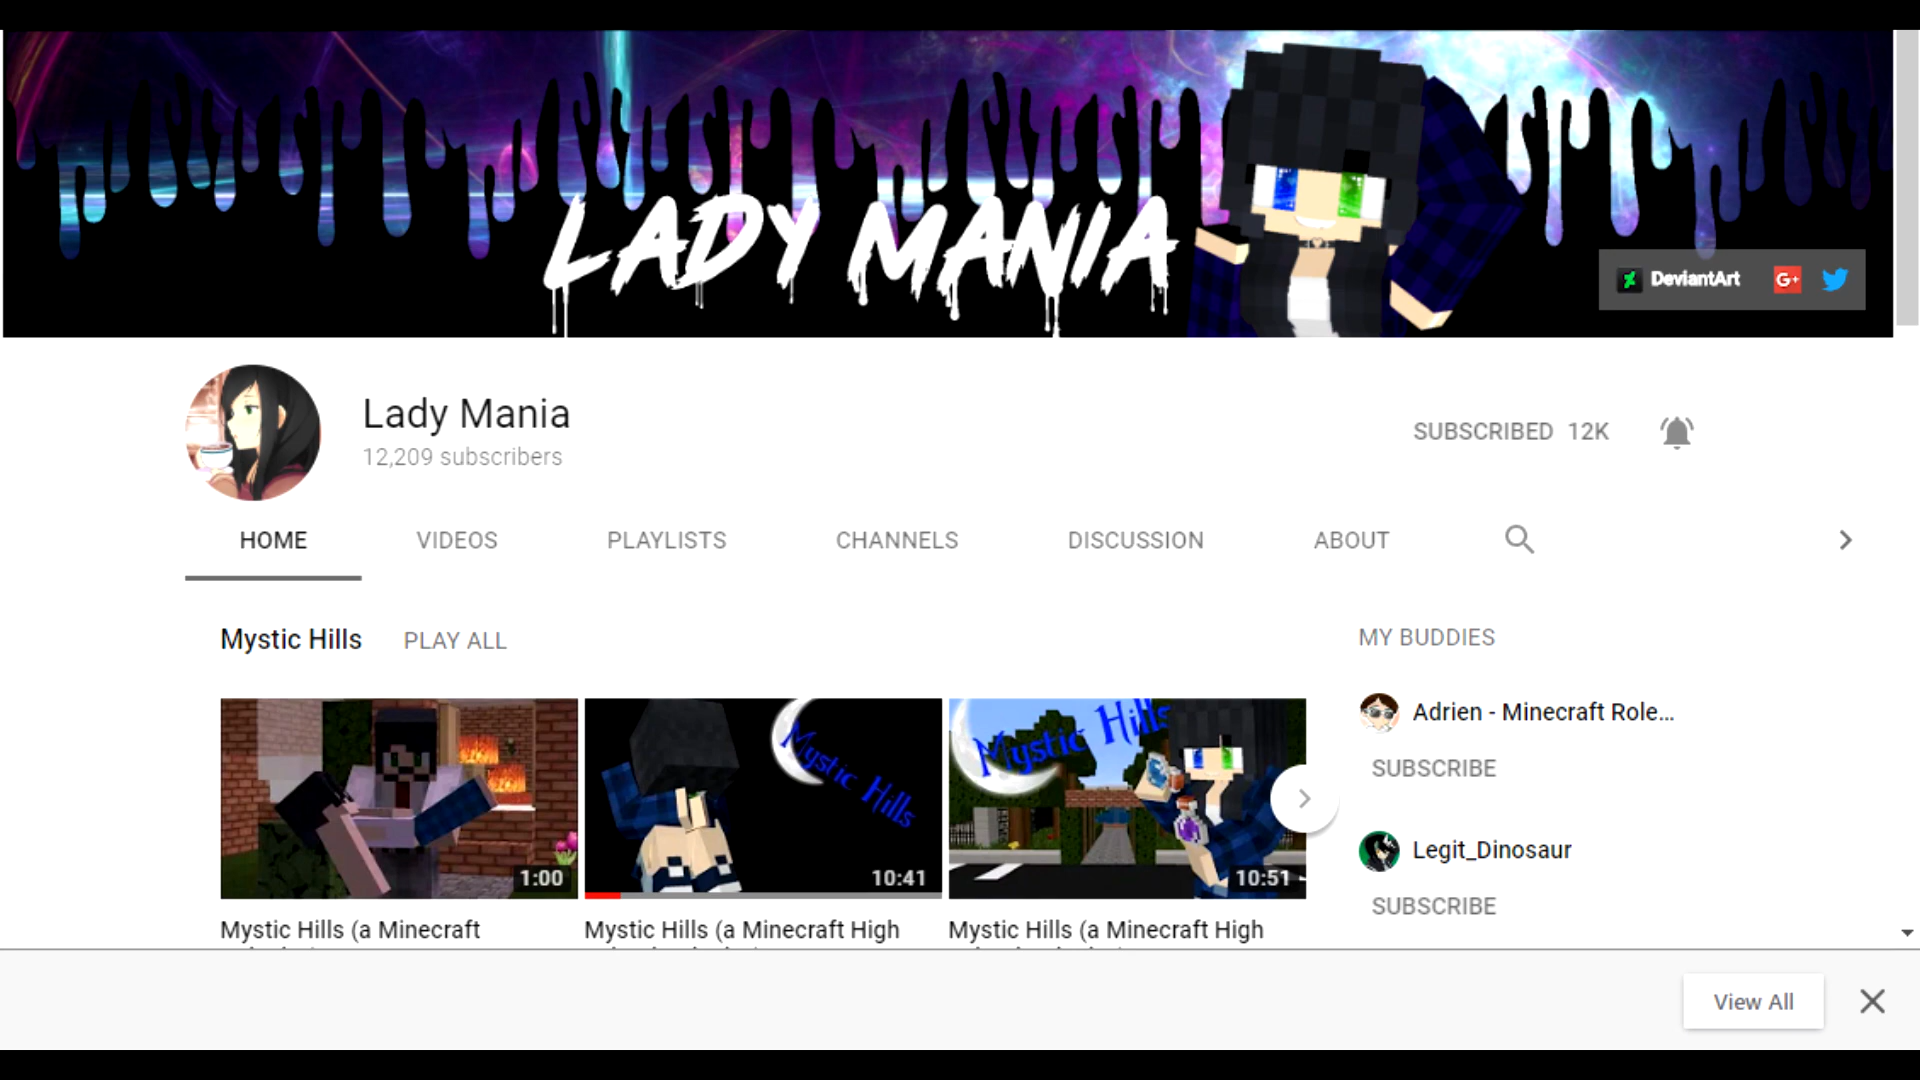 LADY MANIA
DeviantArt G+
Lady Mania
12,209 subscribers
SUBSCRIBED 12K
HOME VIDEOS PLAYLISTS CHANNELS DISCUSSION ABOUT
Mystic Hills PLAY ALL
MY BUDDIES
Mystic Hills
Mystic Hills
1:00
10:41
10:51
Adrien - Minecraft Role...
SUBSCRIBE
Legit_Dinosaur
SUBSCRIBE
Mystic Hills (a Minecraft
Mystic Hills (a Minecraft High
Mystic Hills (a Minecraft High
View All